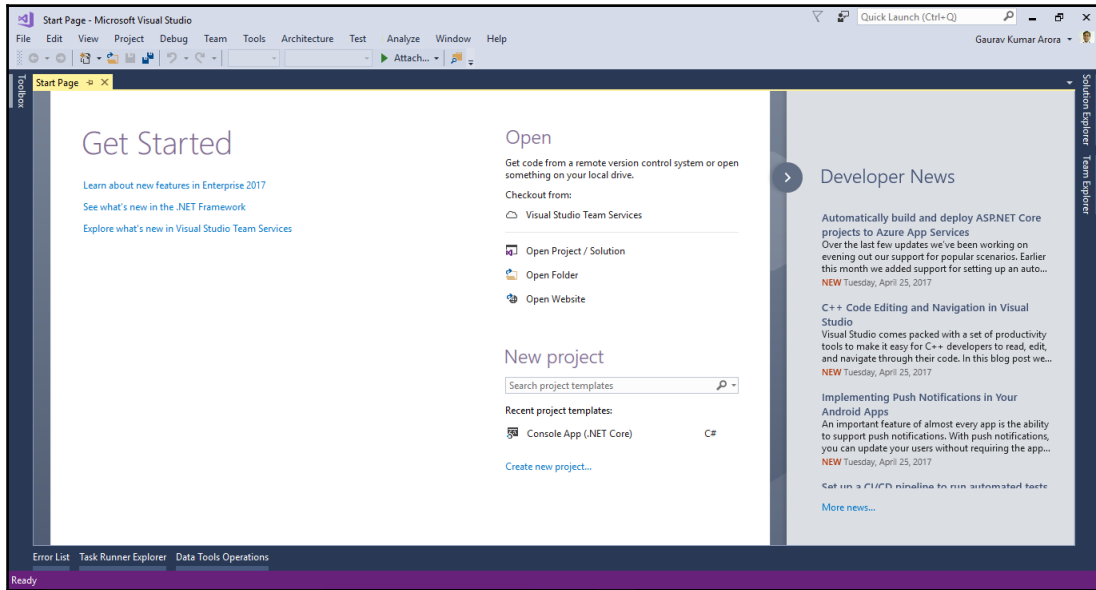 Start Page - Microsoft Visual Studio
Quick Launch (Ctrl+Q)
File Edit View Project Debug Team Tools Architecture Test Analyze Window Help
Gaurav Kumar Arora
Attach...
Toolbox
Start Page
Solution Explorer
Team Explorer
Get Started
Learn about new features in Enterprise 2017
See what's new in the .NET Framework
Explore what's new in Visual Studio Team Services
Open
Get code from a remote version control system or open
something on your local drive.
Checkout from:
Visual Studio Team Services
Open Project / Solution
Open Folder
Open Website
New project
Search project templates
Recent project templates:
Console App (.NET Core) C#
Create new project...
Developer News
Automatically build and deploy ASP.NET Core
projects to Azure App Services
Over the last few updates we've been working on
evening out our support for popular scenarios. Earlier
this month we added support for setting up an auto...
NEW Tuesday, April 25, 2017
C++ Code Editing and Navigation in Visual
Studio
Visual Studio comes packed with a set of productivity
tools to make it easy for C++ developers to read, edit,
and navigate through their code. In this blog post we...
NEW Tuesday, April 25, 2017
Implementing Push Notifications in Your
Android Apps
An important feature of almost every app is the ability
to support push notifications. With push notifications,
you can update your users without requiring the app...
NEW Tuesday, April 25, 2017
Set up a CI/CD pipeline to run automated tests
More news...
Error List Task Runner Explorer Data Tools Operations
Ready